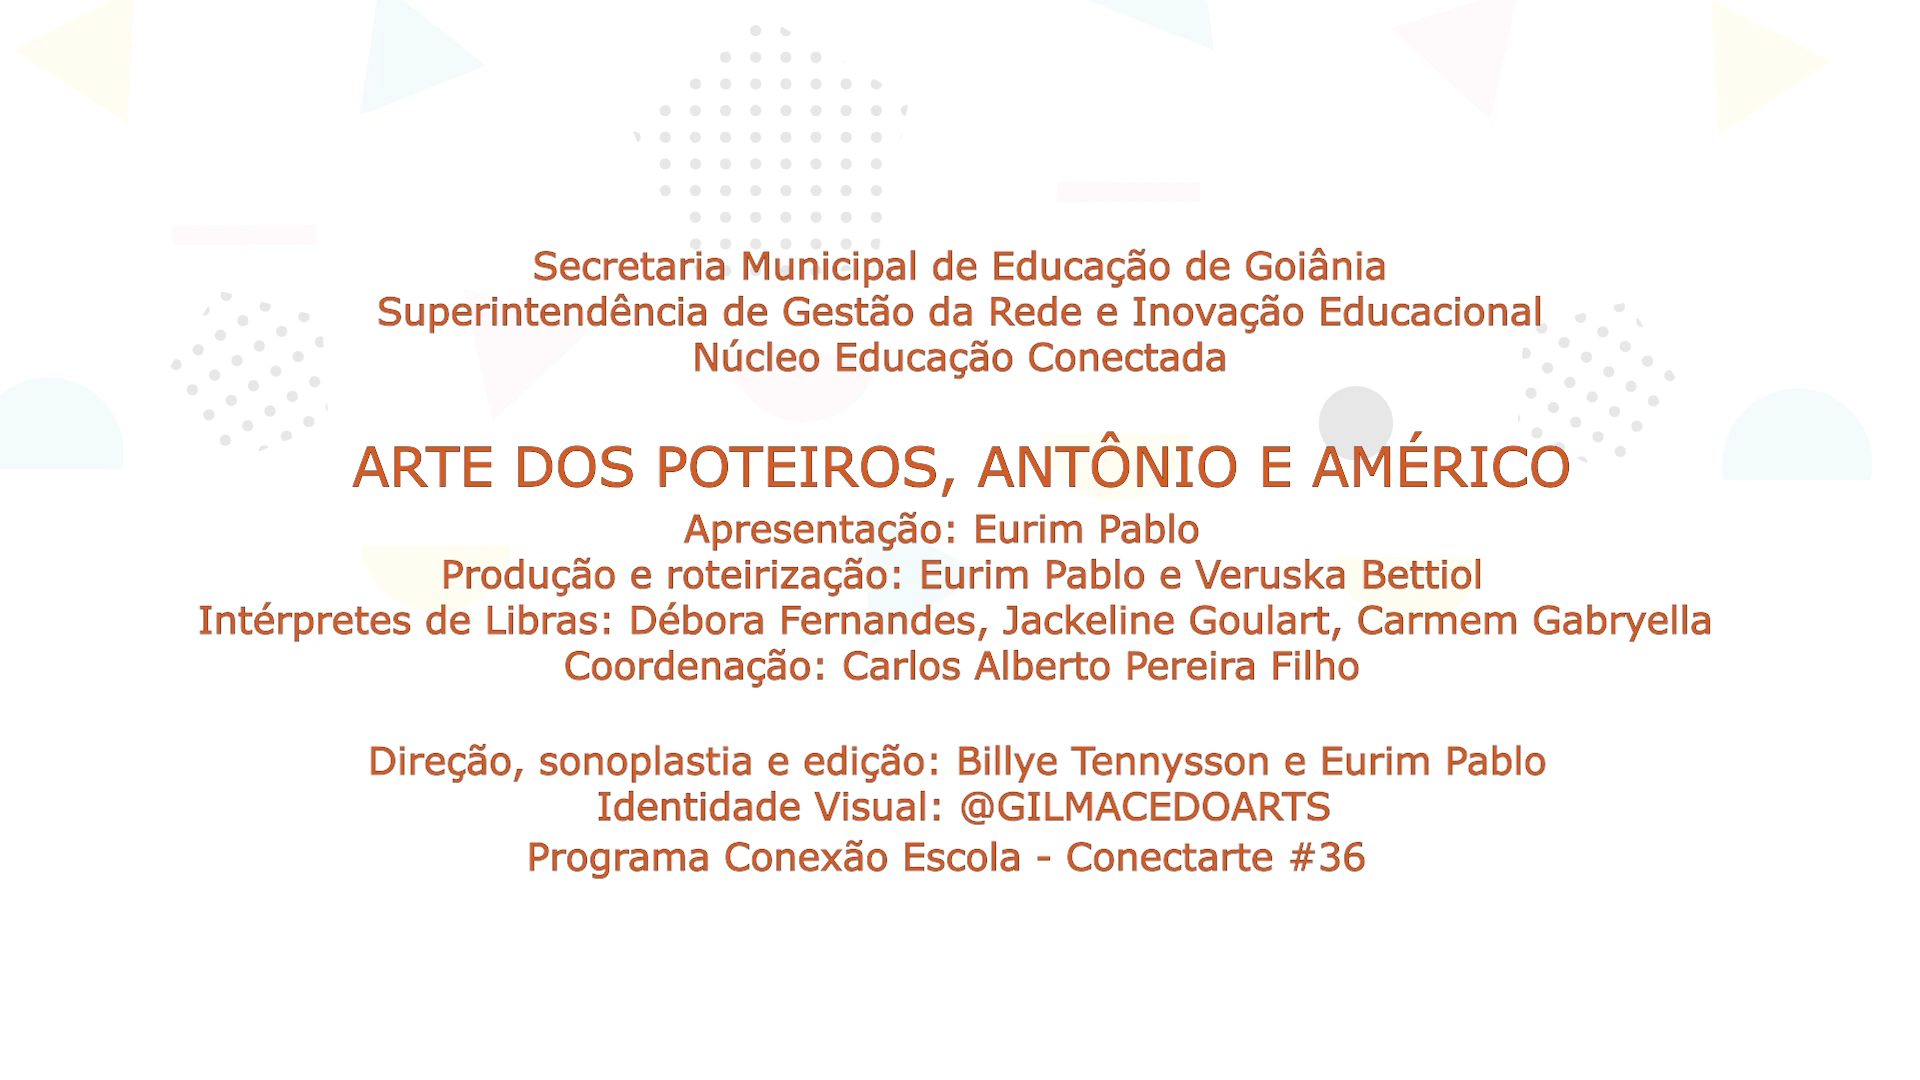 Secretaria Municipal de Educação de Goiânia
Superintendência de Gestão da Rede e Inovação Educacional
Núcleo Educação Conectada
ARTE DOS POTEIROS, ANTÔNIO E AMÉRICO
Apresentação: Eurim Pablo
Produção e roteirização: Eurim Pablo e Veruska Bettiol
Intérpretes de Libras: Débora Fernandes, Jackeline Goulart, Carmem Gabryella
Coordenação: Carlos Alberto Pereira Filho
Direção, sonoplastia e edição: Billye Tennysson e Eurim Pablo
Identidade Visual: @GILMACEDOARTS
Programa Conexão Escola - Conectarte #36